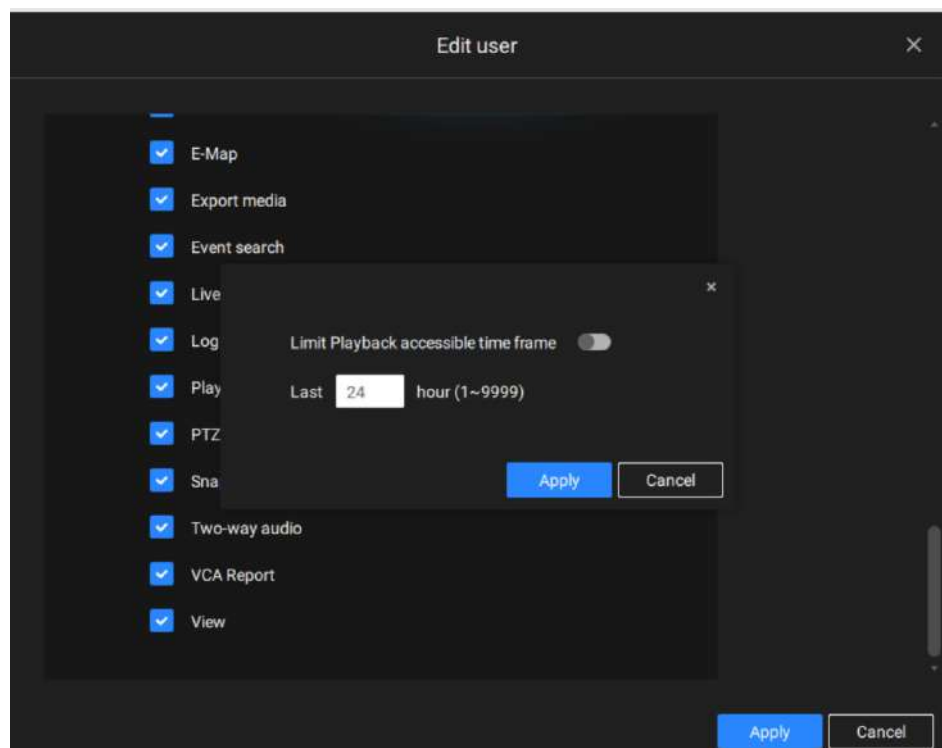 Edit user
E-Map
Export media
Event search
Live
Log
Limit Playback accessible time frame
Play
Last 24 hour (1~9999)
PTZ
Sna
Apply Cancel
Two-way audio
VCA Report
View
Apply Cancel